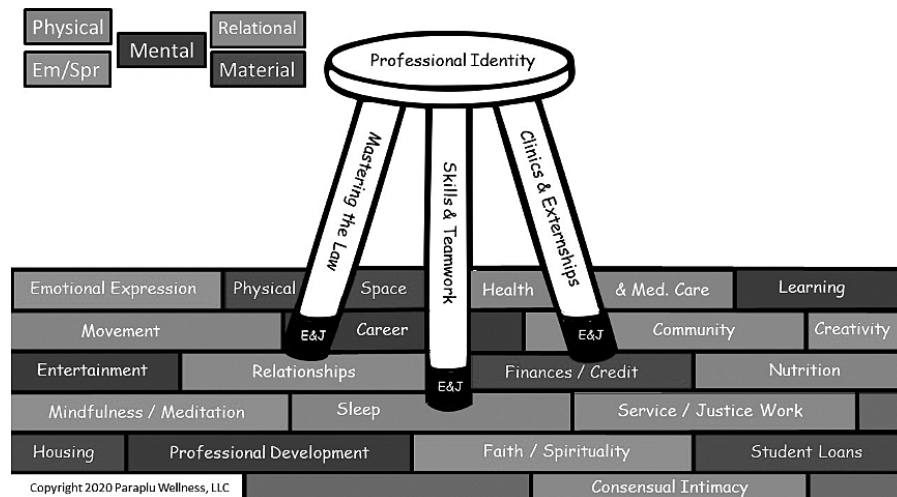 Physical
Relational
Mental
Em/Spr
Material
Professional Identity
Mastering the Law
Skills & Teamwork
Clinics & Externships
Emotional Expression
Physical Space
Health & Med. Care
Learning
Movement
E&J
Career
E&J
Community
Creativity
Entertainment
Relationships
E&J
Finances / Credit
Nutrition
Mindfulness / Meditation
Sleep
Service / Justice Work
Housing
Professional Development
Faith / Spirituality
Student Loans
Copyright 2020 Paraplu Wellness, LLC
Consensual Intimacy